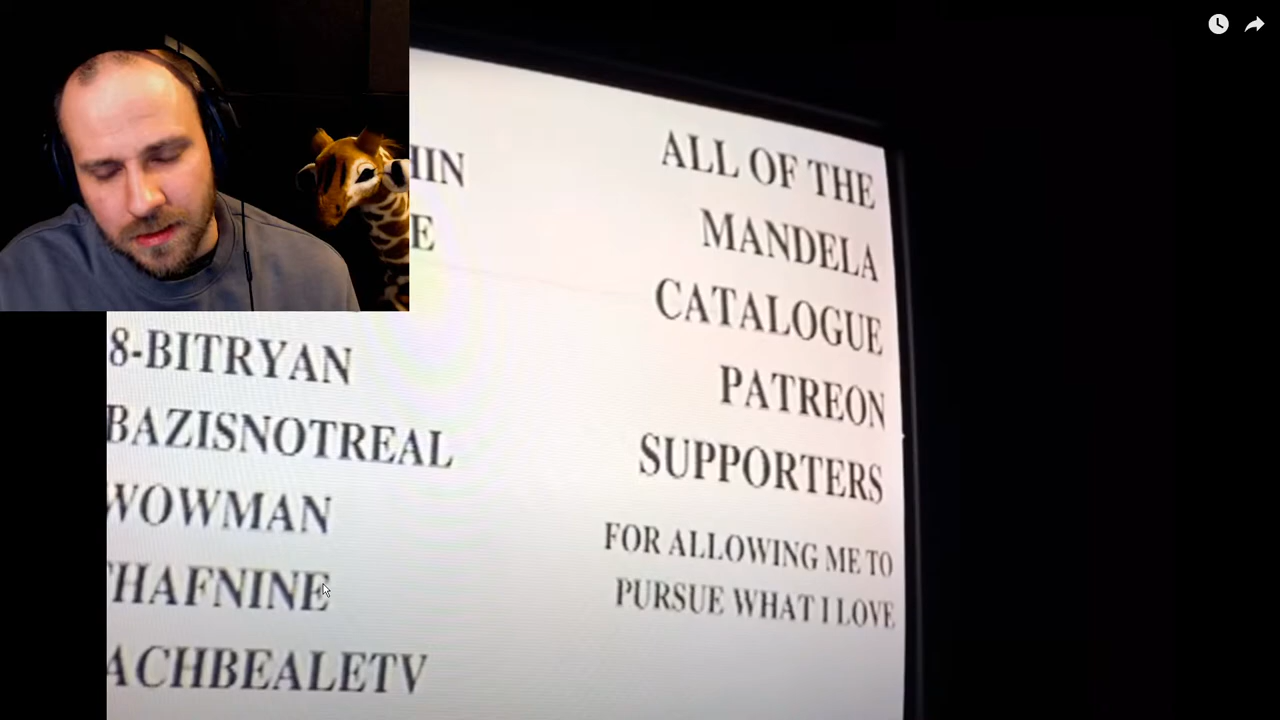 IIN
E
8-BITRYAN
BAZISNOTREAL
WOWMAN
HAFNINE
ACHBEALETV
ALL OF THE
MANDELA
CATALOGUE
PATREON
SUPPORTERS
FOR ALLOWING ME TO
PURSUE WHAT I LOVE